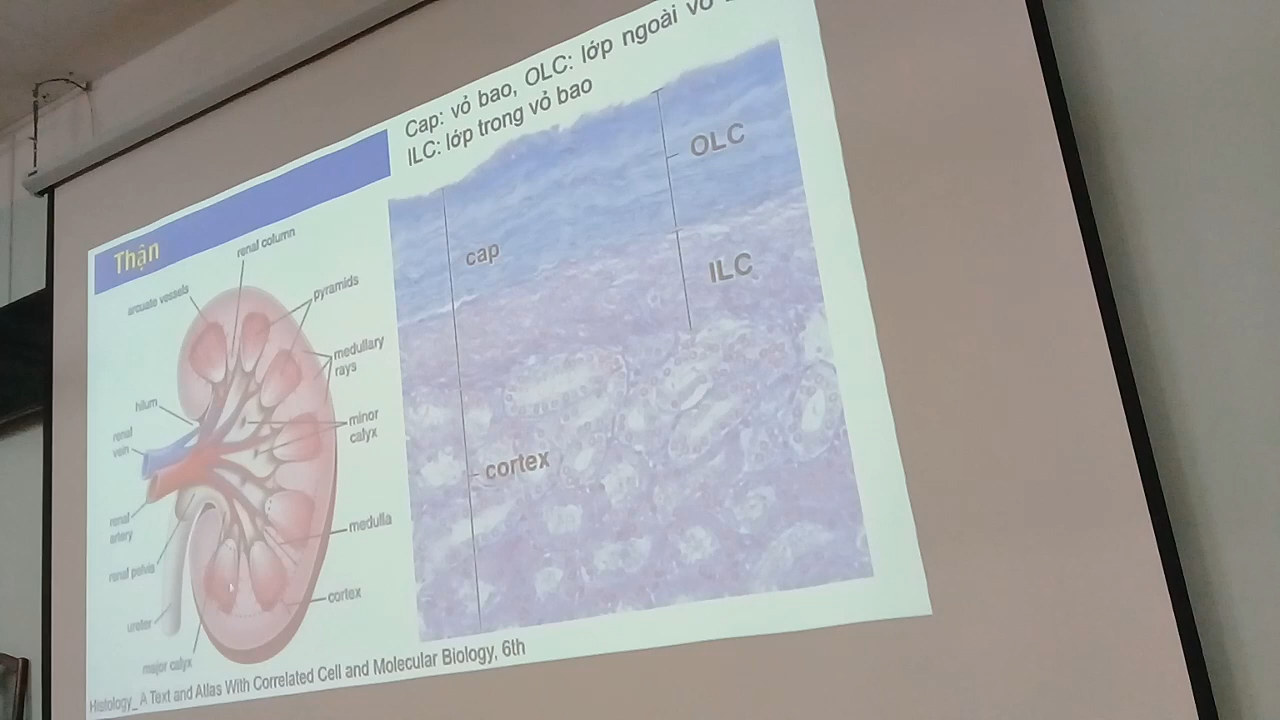 Cap: vỏ bao, OLC: lớp ngoài vỏ
ILC: lớp trong vỏ bao
Thận
renal column
arcuate vessels
pyramids
medullary
rays
hilum
minor
calyx
renal
vein
renal
artery
medulla
renal pelvis
cortex
ureter
major calyx
OLC
cap
ILC
cortex
Histology_ A Text and Atlas With Correlated Cell and Molecular Biology, 6th